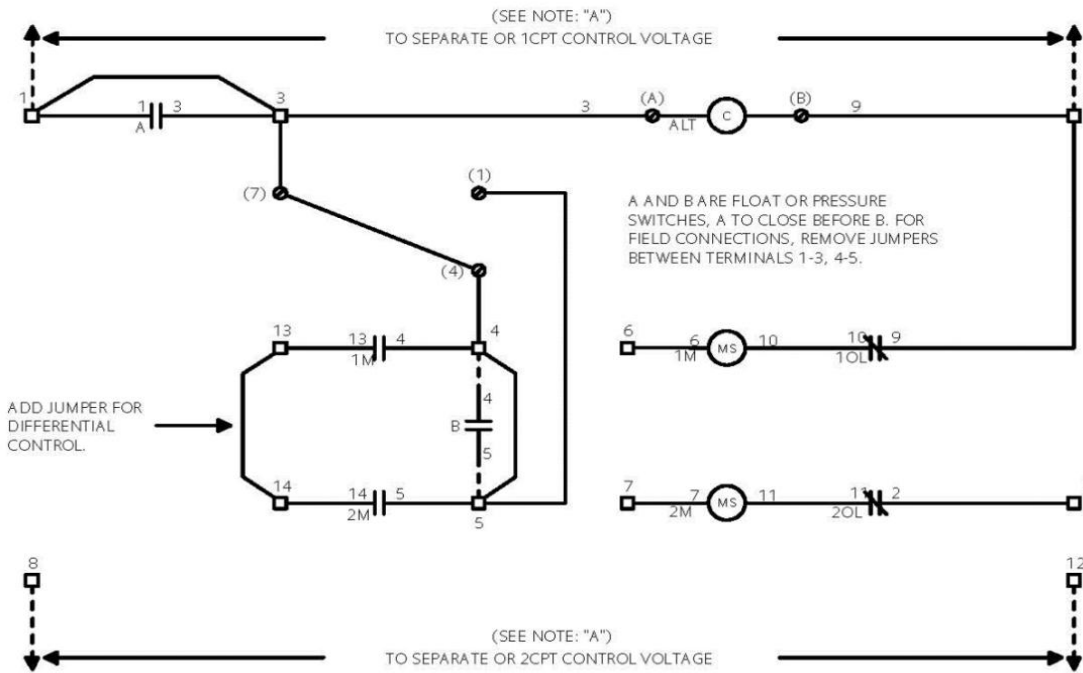 (SEE NOTE: "A")
TO SEPARATE OR 1CPT CONTROL VOLTAGE
1
1 3
A
3
3
(A)
ALT
C
(B)
9
(7)
(1)
A AND B ARE FLOAT OR PRESSURE
SWITCHES, A TO CLOSE BEFORE B. FOR
FIELD CONNECTIONS, REMOVE JUMPERS
BETWEEN TERMINALS 1-3, 4-5.
(4)
13
13 4
1M
4
6
6
1M
MS
10
10 9
1OL
ADD JUMPER FOR
DIFFERENTIAL
CONTROL.
4
B
5
14
14 5
2M
5
7
7
2M
MS
11
11 2
2OL
8
12
(SEE NOTE: "A")
TO SEPARATE OR 2CPT CONTROL VOLTAGE